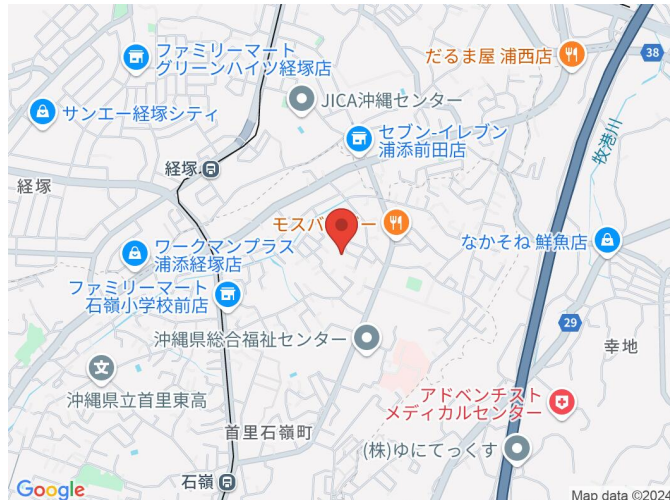 ファミリーマート
グリーンハイツ経塚店
だるま屋 浦西店
38
JICA沖縄センター
サンエー経塚シティ
セブン-イレブン
浦添前田店
牧港川
経塚
経塚
モスバ
ー
なかそね 鮮魚店
ワークマンプラス
浦添経塚店
ファミリーマート
石嶺小学校前店
29
沖縄県総合福祉センター
幸地
沖縄県立首里東高
アドベンチスト
メディカルセンター
首里石嶺町
(株)ゆにてっくす
石嶺
Google
Map data ©2024